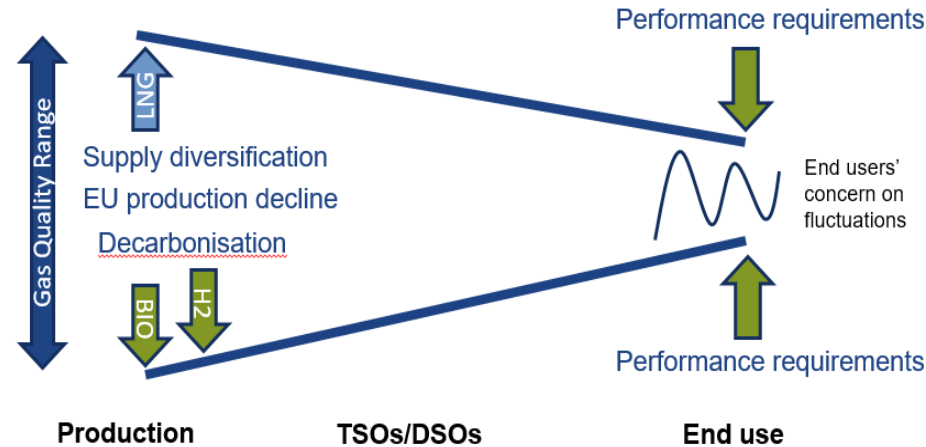 Performance requirements
Gas Quality Range
LNG
Supply diversification
EU production decline
Decarbonisation
BIO
H2
End users'
concern on
fluctuations
Performance requirements
Production
TSOs/DSOs
End use